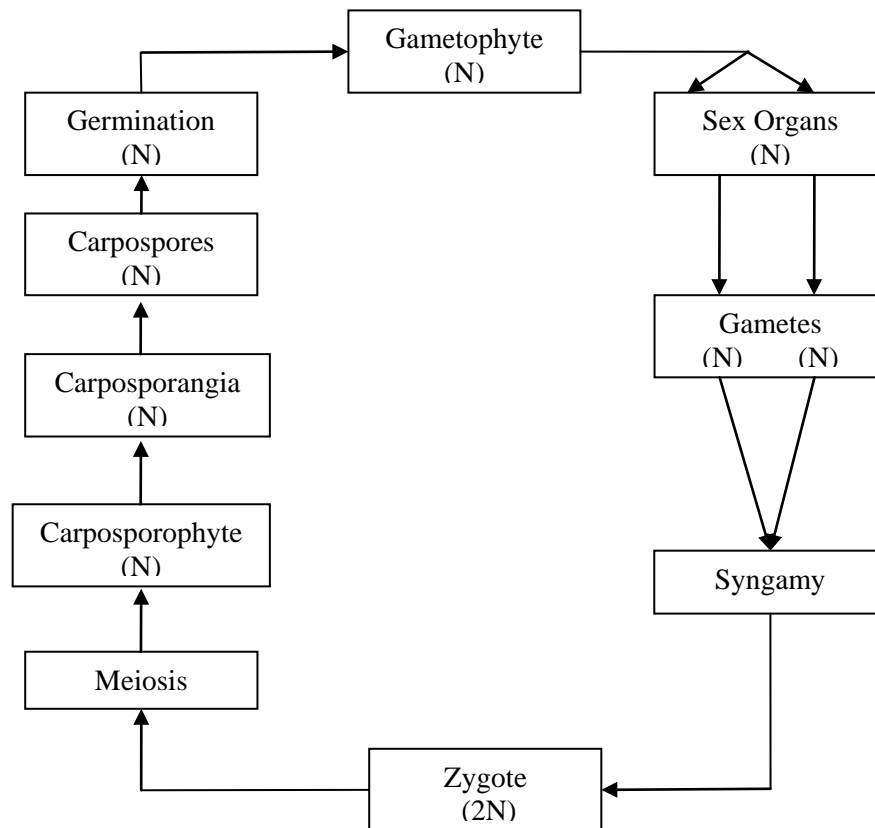 Gametophyte
(N)
Germination
(N)
Sex Organs
(N)
Carpospores
(N)
Gametes
(N) (N)
Carposporangia
(N)
Carposporophyte
(N)
Syngamy
Meiosis
Zygote
(2N)